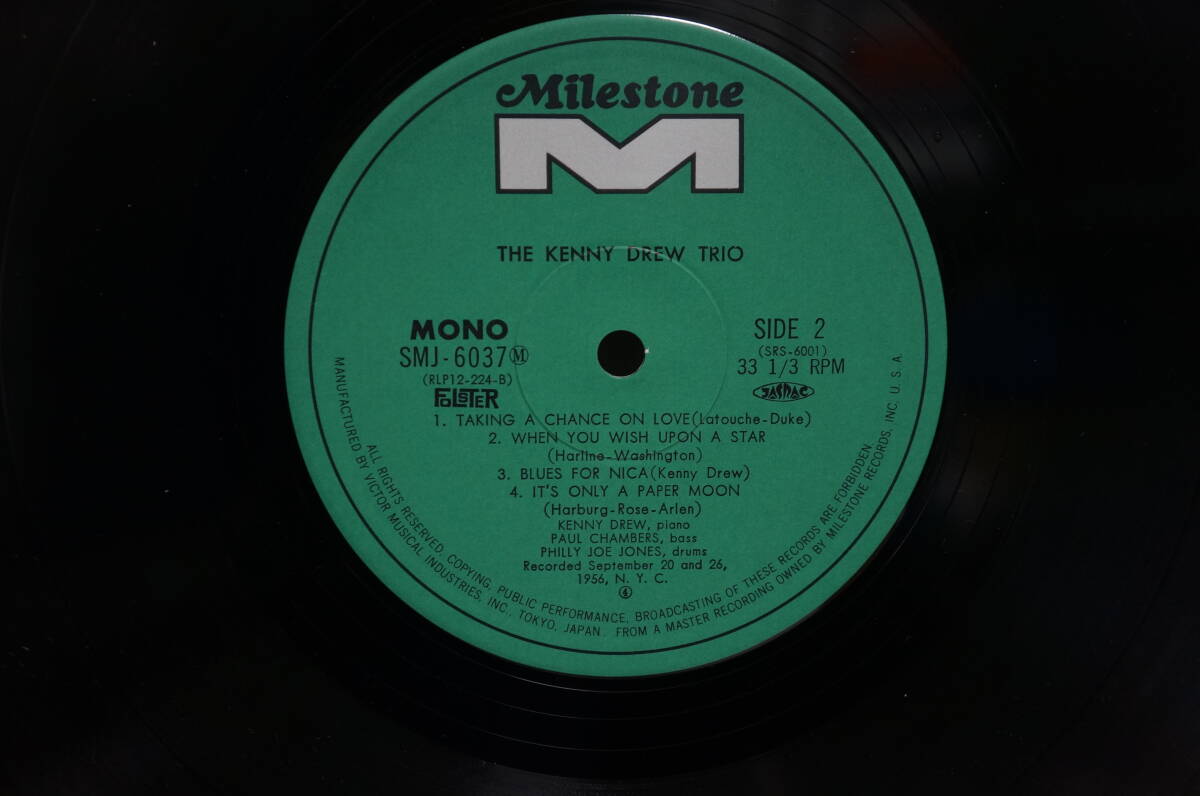 Milestone
M
THE KENNY DREW TRIO
MONO
SMJ-6037 Ⓜ
(RLP12-224-B)
FOLSTER
SIDE 2
(SRS-6001)
33 1/3 RPM
JASRAC
1. TAKING A CHANCE ON LOVE(Latouche-Duke)
2. WHEN YOU WISH UPON A STAR
(Harline-Washington)
3. BLUES FOR NICA(Kenny Drew)
4. IT'S ONLY A PAPER MOON
(Harburg-Rose-Arlen)
KENNY DREW, piano
PAUL CHAMBERS, bass
PHILLY JOE JONES, drums
Recorded September 20 and 26,
1956, N. Y. C.
④
ALL RIGHTS RESERVED. COPYING, PUBLIC PERFORMANCE, BROADCASTING OF THESE RECORDS ARE FORBIDDEN.
MANUFACTURED BY VICTOR MUSICAL INDUSTRIES, INC., TOKYO, JAPAN. FROM A MASTER RECORDING OWNED BY MILESTONE RECORDS, INC. U. S. A.